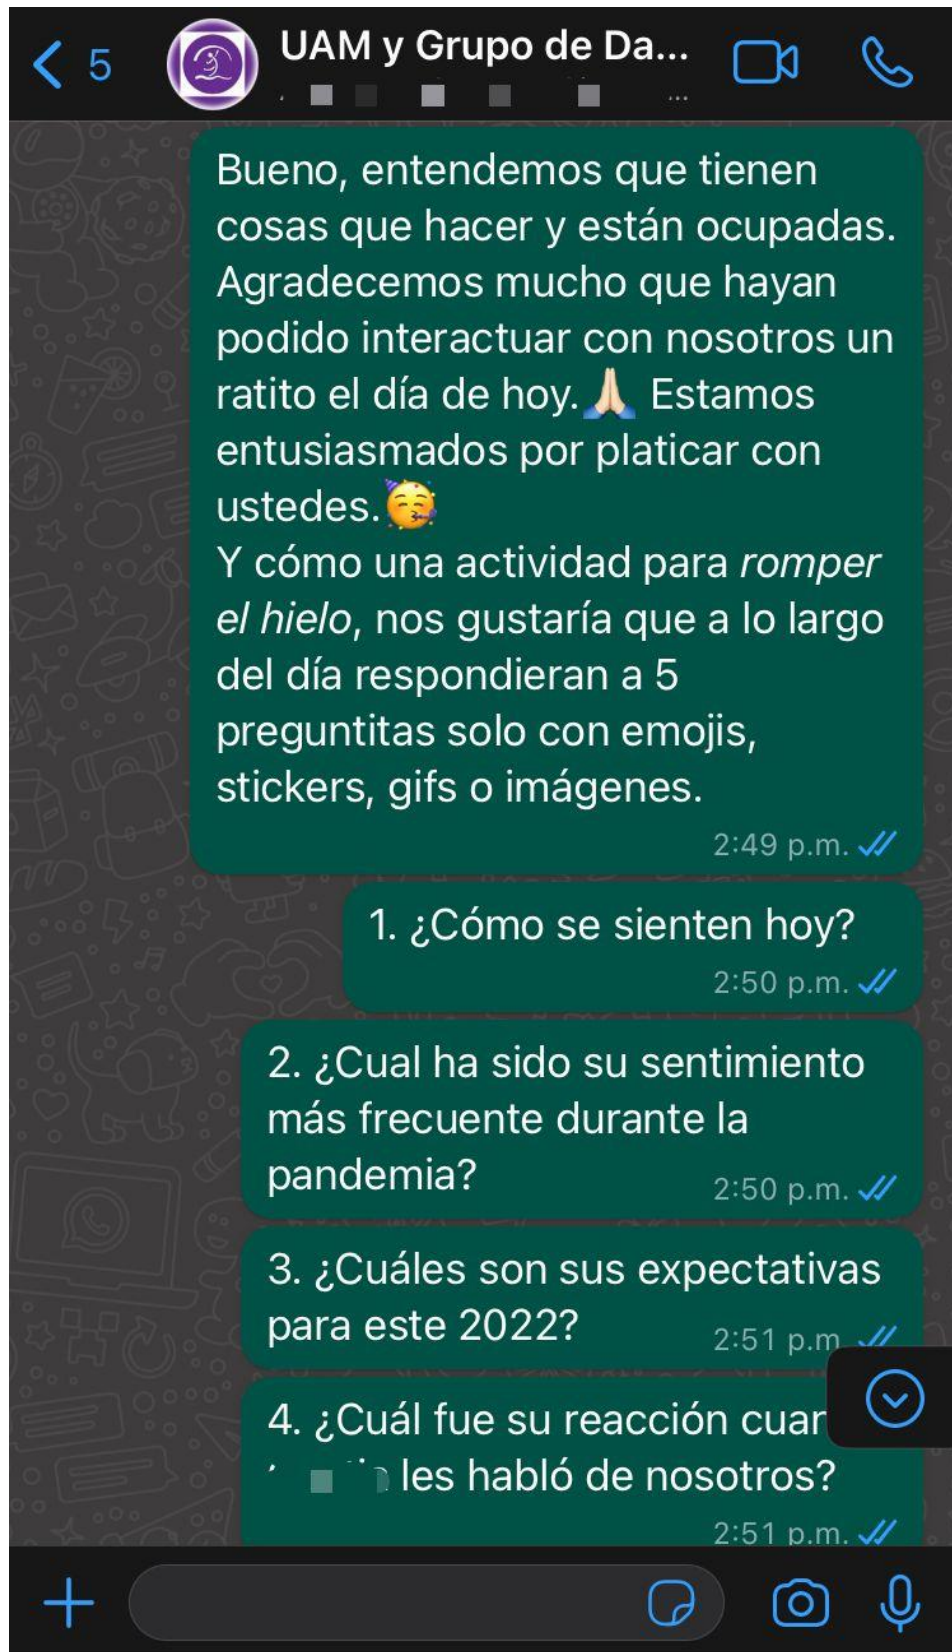 5
UAM y Grupo de Da...
...
Bueno, entendemos que tienen
cosas que hacer y están ocupadas.
Agradecemos mucho que hayan
podido interactuar con nosotros un
ratito el día de hoy.🙏🏻 Estamos
entusiasmados por platicar con
ustedes.🥳
Y cómo una actividad para romper
el hielo, nos gustaría que a lo largo
del día respondieran a 5
preguntitas solo con emojis,
stickers, gifs o imágenes.
2:49 p.m.
1. ¿Cómo se sienten hoy?
2:50 p.m.
2. ¿Cual ha sido su sentimiento
más frecuente durante la
pandemia?
2:50 p.m.
3. ¿Cuáles son sus expectativas
para este 2022?
2:51 p.m.
4. ¿Cuál fue su reacción cuan
les habló de nosotros?
2:51 p.m.